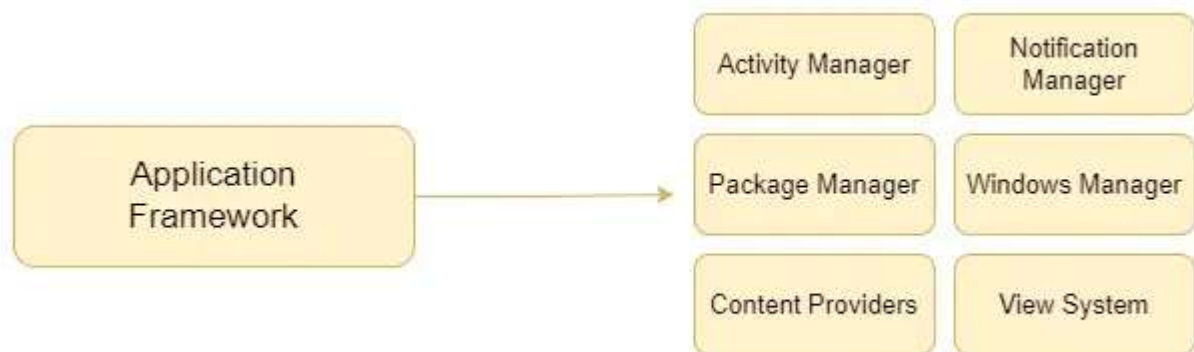 Application
Framework
Activity Manager
Notification
Manager
Package Manager
Windows Manager
Content Providers
View System